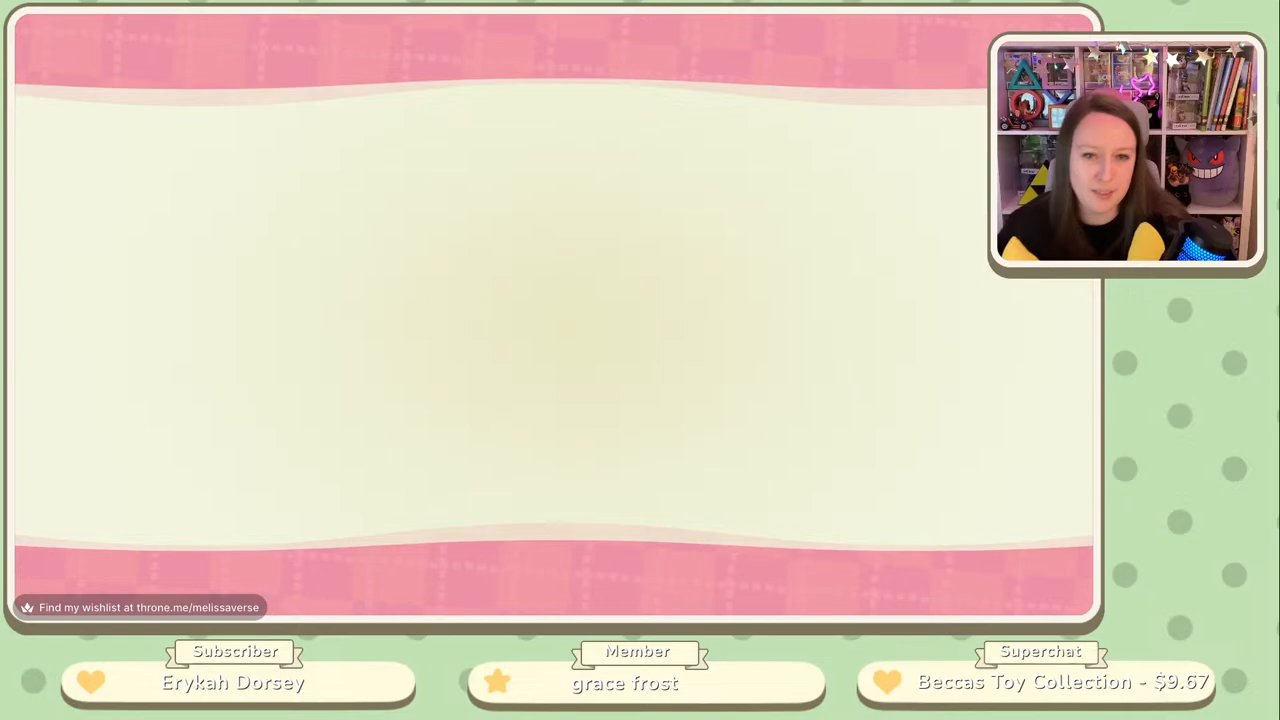 Find my wishlist at throne.me/melissaverse
Subscriber
Erykah Dorsey
Member
grace frost
Superchat
Beccas Toy Collection - $9.67